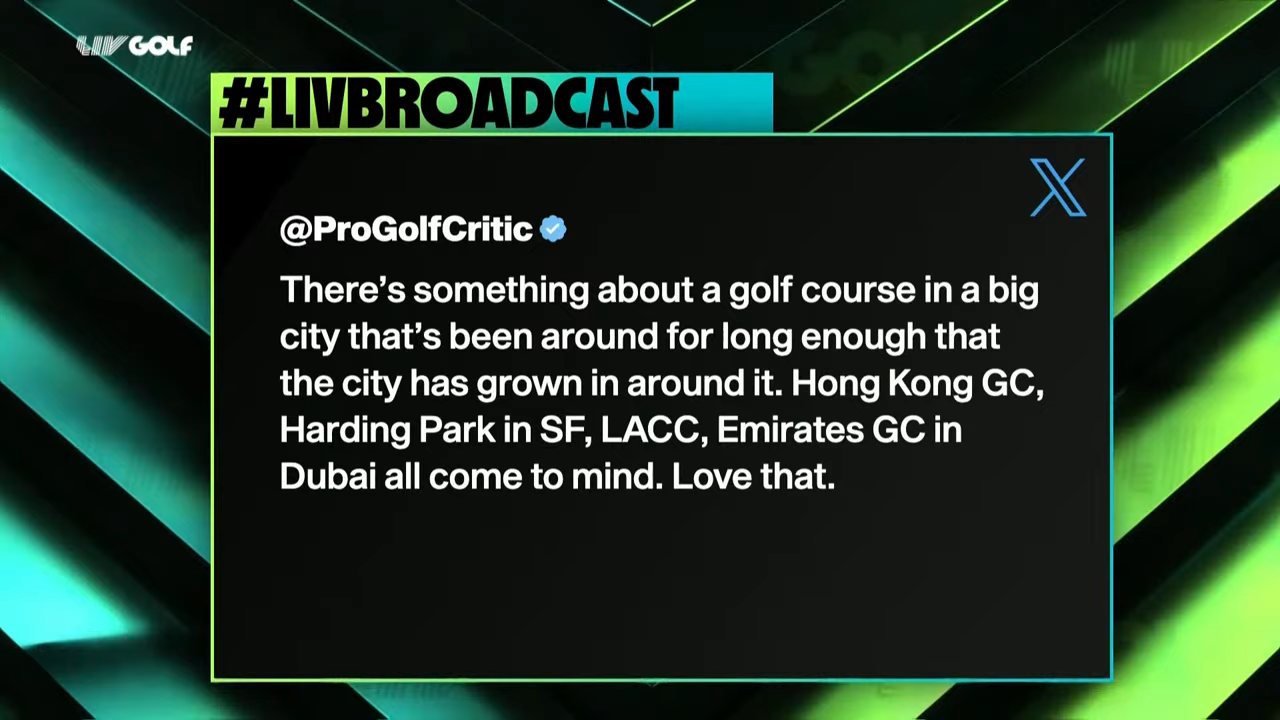 LIV GOLF
#LIVBROADCAST
@ProGolfCritic
There's something about a golf course in a big
city that's been around for long enough that
the city has grown in around it. Hong Kong GC,
Harding Park in SF, LACC, Emirates GC in
Dubai all come to mind. Love that.